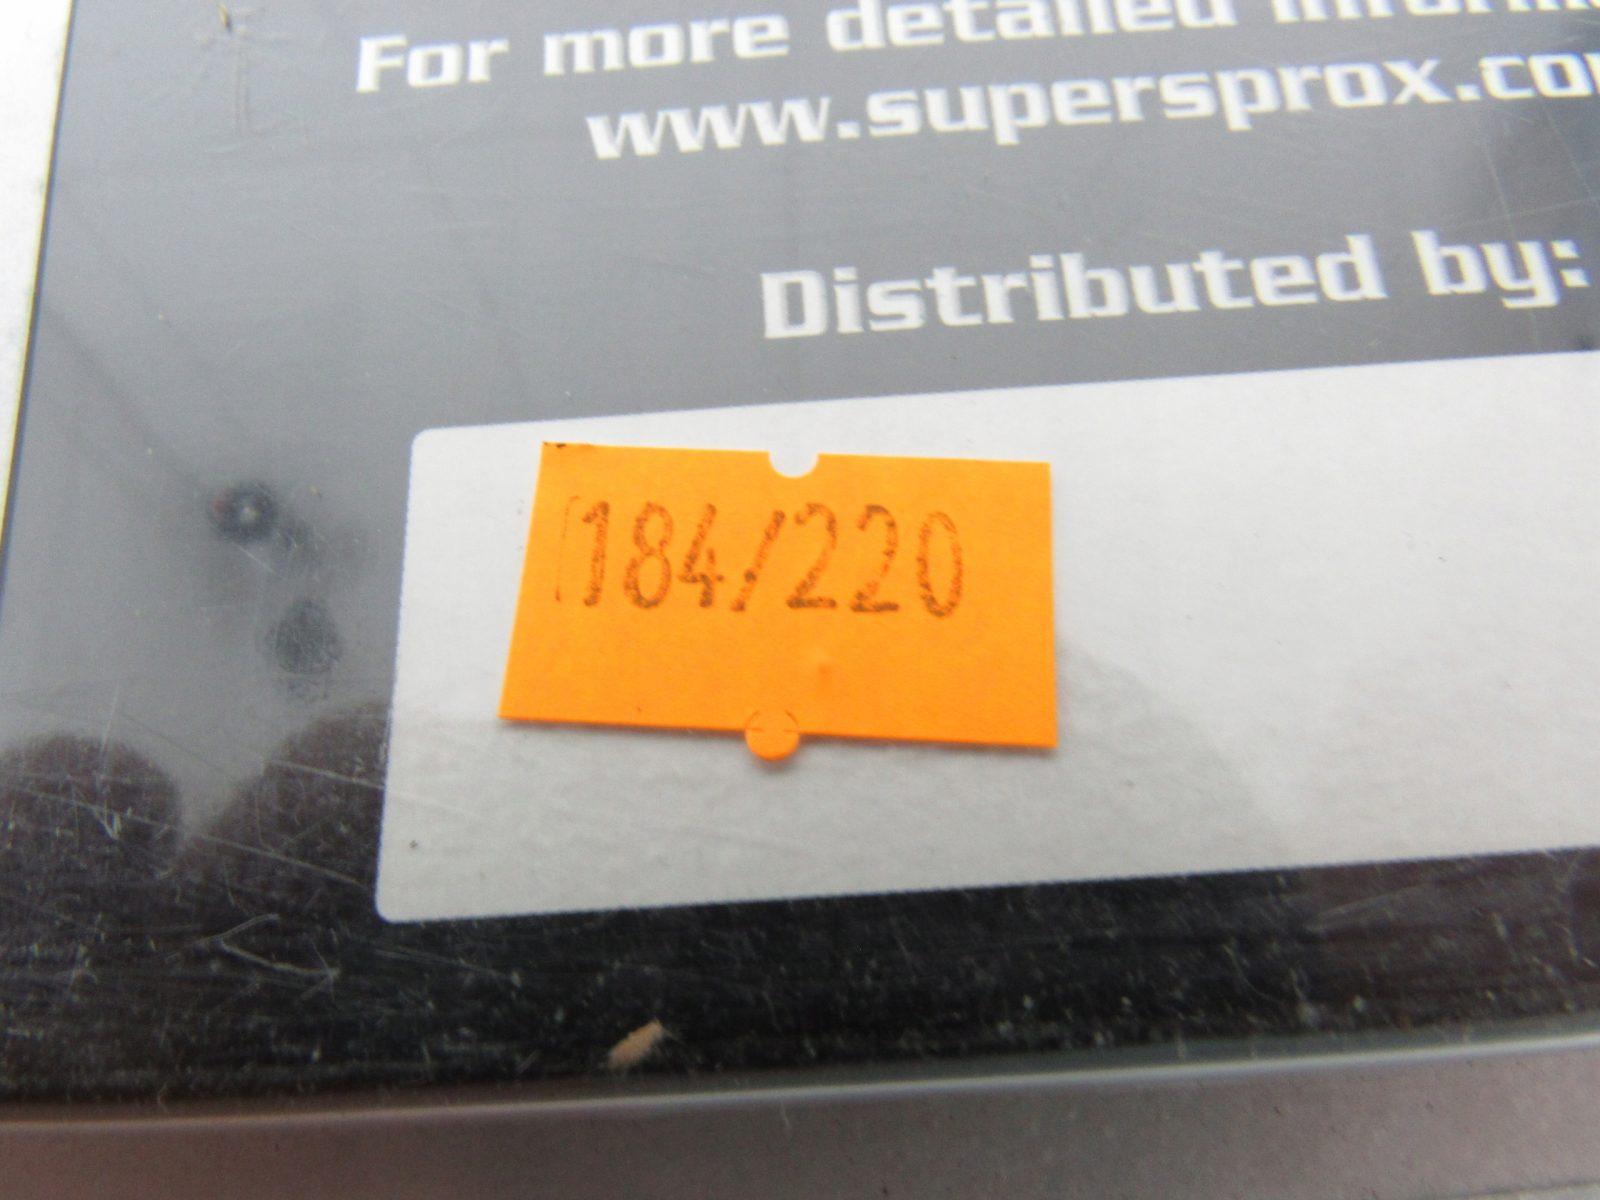 For more detailed
www.supersprox.co
Distributed by:
184/220